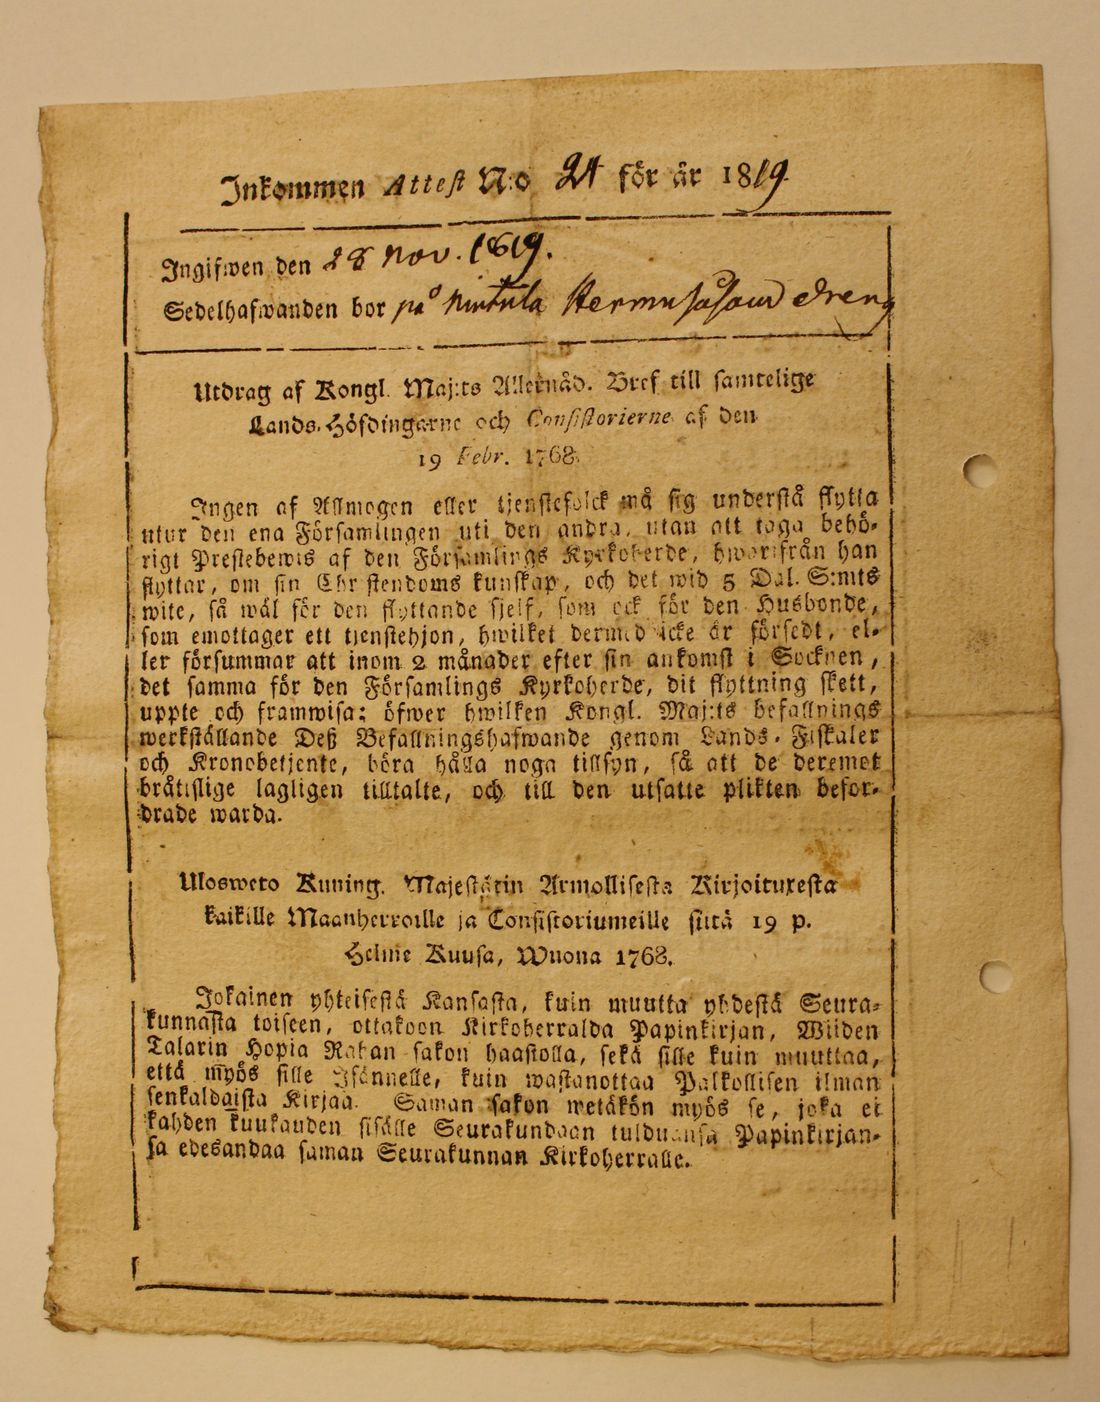 Inkommen Attest N:o 24 för år 1819.
Ingifwen den 28 Nov. 1819.
Sedelhafwanden bor på dreng
Utdrag af Kongl. Maj:ts Allernåd. Bref till samtelige
Lands-Höfdingarne och Consistorierne af den
19 Febr. 1768.
Ingen af Allmogen eller tjenstefolck må sig understå flytta
utur den ena Församlingen uti den andra, utan att taga behö-
rigt Prestebewis af den Församlings Kyrkoherde, hwarifrån han
flyttar, om sin Christendoms kunskap, och det wid 5 Dal. S:mts
wite, så wäl för den flyttande sjelf, som ock för den Husbonde,
som emottager ett tjenstehjon, hwilket dermed icke är försedt, el-
ler försummar att inom 2 månader efter sin ankomst i Socknen,
det samma för den Församlings Kyrkoherde, dit flyttning skett,
uppte och framwisa; öfwer hwilken Kongl. Maj:ts befallnings
werkställande Deß Befallningshafwande genom Lands-Fiskaler
och Kronobetjente, böra hålla noga tillsyn, så att de deremot
bråtislige lagligen tilltalte, och till den utsatte plikten befor-
drade warda.
Ulosweto Kuning. Majestätin Armollisesta Kirjoituxesta
kaikille Maanherroille ja Consistoriumeille siitä 19 p.
Helme Kuusa, Wuona 1768.
Jokainen yhteisestä Kansasta, kuin muutta yhdestä Seura-
kunnasta toiseen, ottakoon Kirkoherralda Papinkirjan, Wiiden
Talarin Hopia Rahan sakon haastolla, sekä sille kuin muuttaa,
että myös sille Isännelle, kuin wastanottaa Palkollisen ilman
senkaldaista Kirjaa. Saman sakon wetäkön myös se, joka ei
kahden kuukauden sisälle Seurakundaan tulduansa Papinkirjan-
sa edesandaa saman Seurakunnan Kirkoherralle.